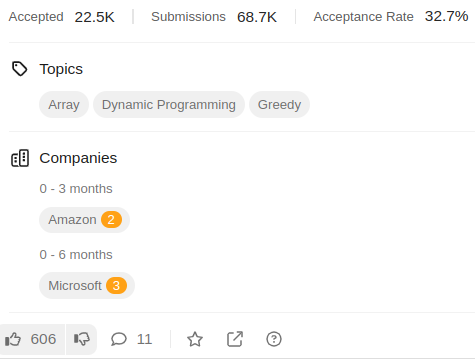 Accepted 22.5K Submissions 68.7K Acceptance Rate 32.7%
Topics
Array Dynamic Programming Greedy
Companies
0 - 3 months
Amazon 2
0 - 6 months
Microsoft 3
606 11